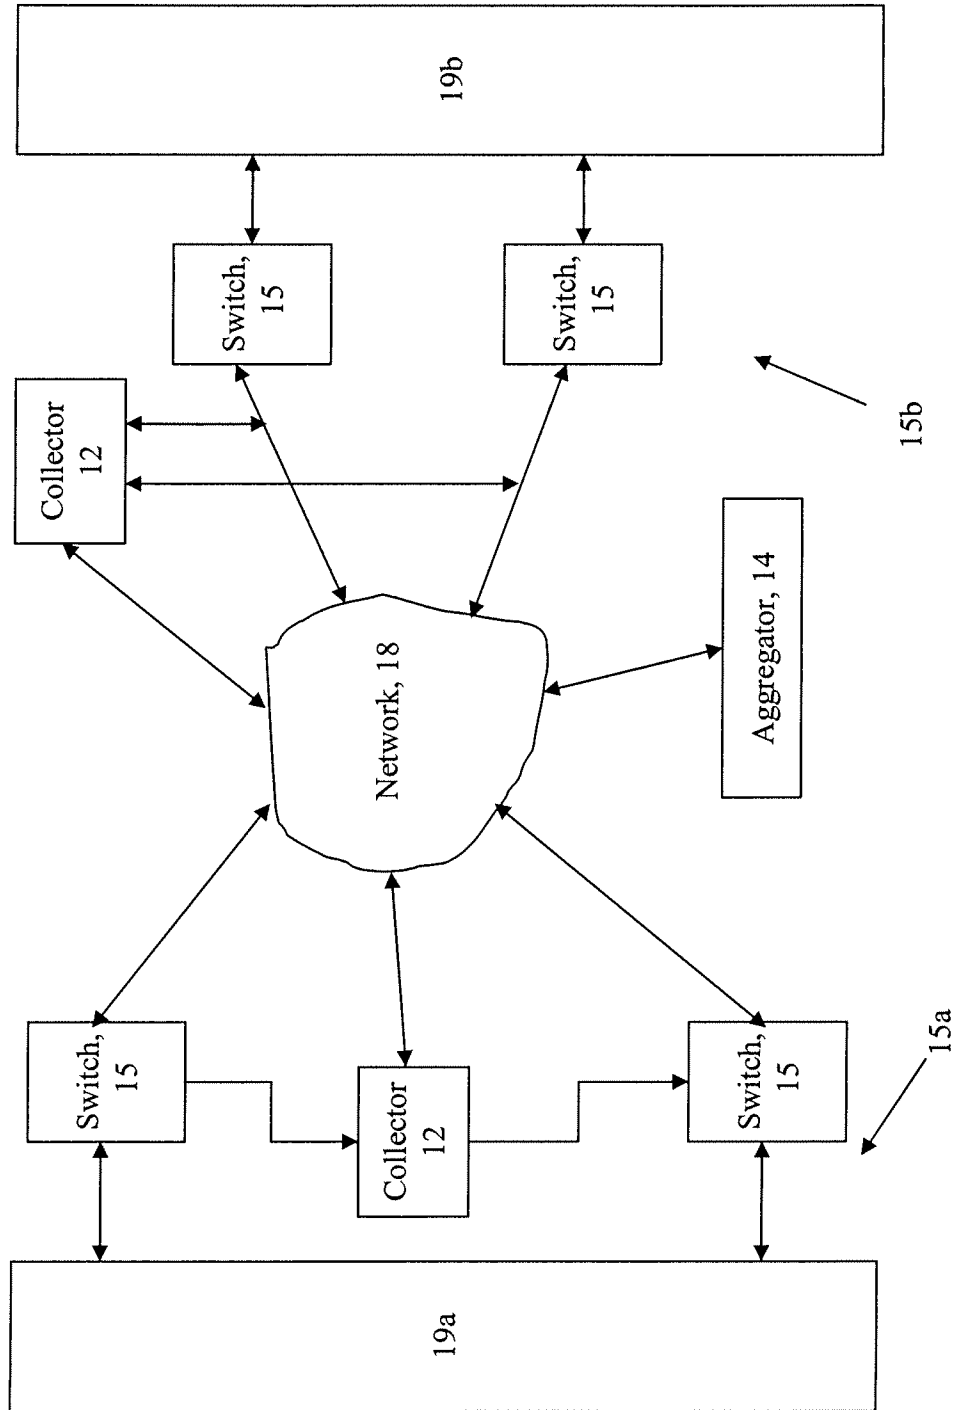 19b
Switch,
15
Switch,
15
Collector
12
15b
Network, 18
Aggregator, 14
Switch,
15
Collector
12
Switch,
15
15a
19a